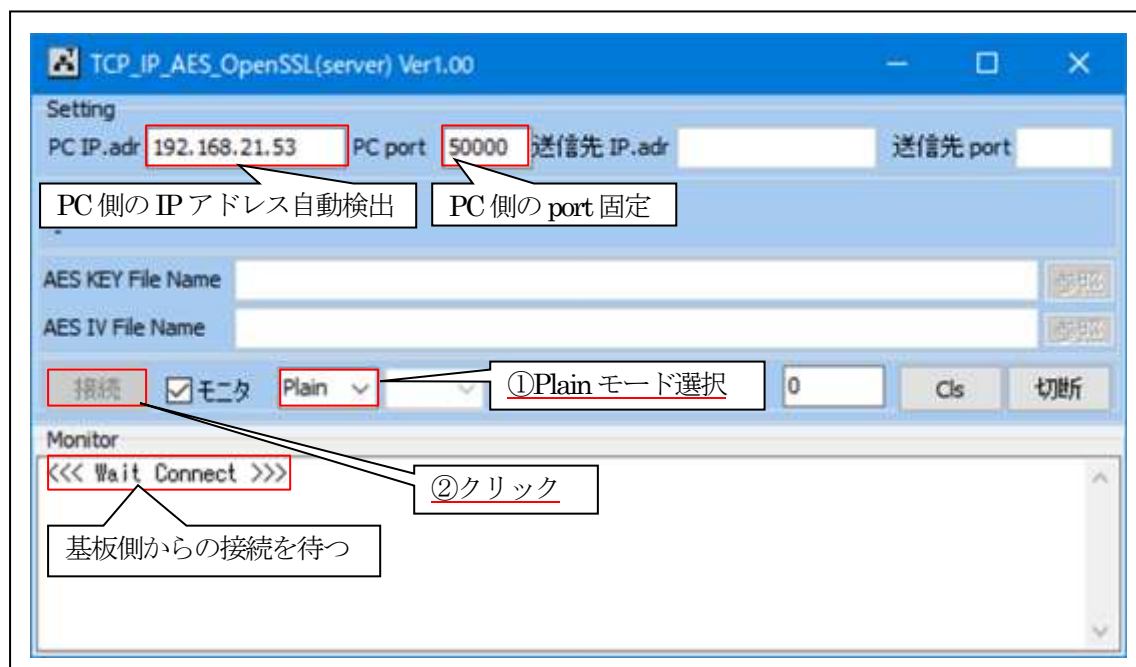 TCP_IP_AES_OpenSSL(server) Ver1.00
Setting
PC IP.adr 192.168.21.53 PC port 50000 送信先 IP.adr 送信先 port
PC 側の IP アドレス自動検出 PC 側の port 固定
AES KEY File Name 参照
AES IV File Name 参照
接続 モニタ Plain ①Plain モード選択 0 Cls 切断
Monitor
<<< Wait Connect >>>
②クリック
基板側からの接続を待つ